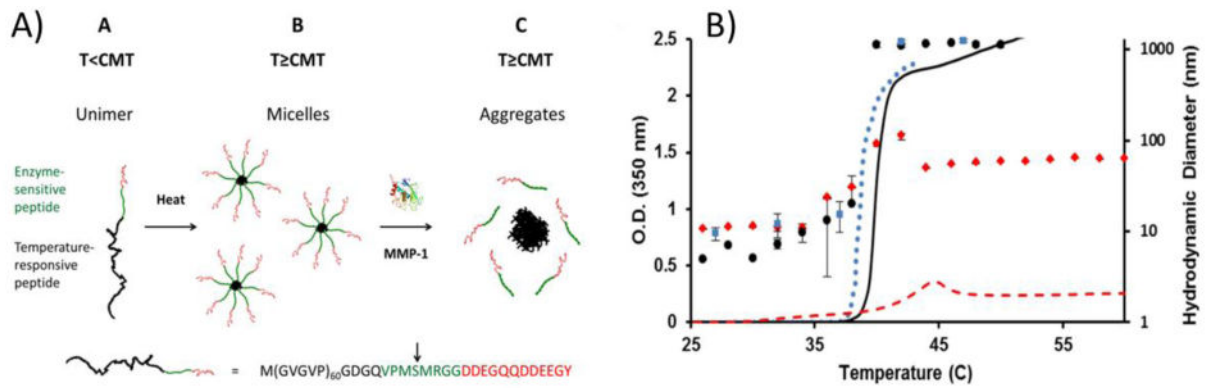 A)
A B C
T<CMT T≥CMT T≥CMT
Unimer Micelles Aggregates
Enzyme-
sensitive
peptide
Temperature-
responsive
peptide
Heat
MMP-1
= M(GVGVP)60GDGQVPMSMRGGDDEGQQDDEEGY
B)
O.D. (350 nm)
2.5
2
1.5
1
0.5
0
25 35 45 55
Temperature (C)
1000
100
10
1
Hydrodynamic Diameter (nm)